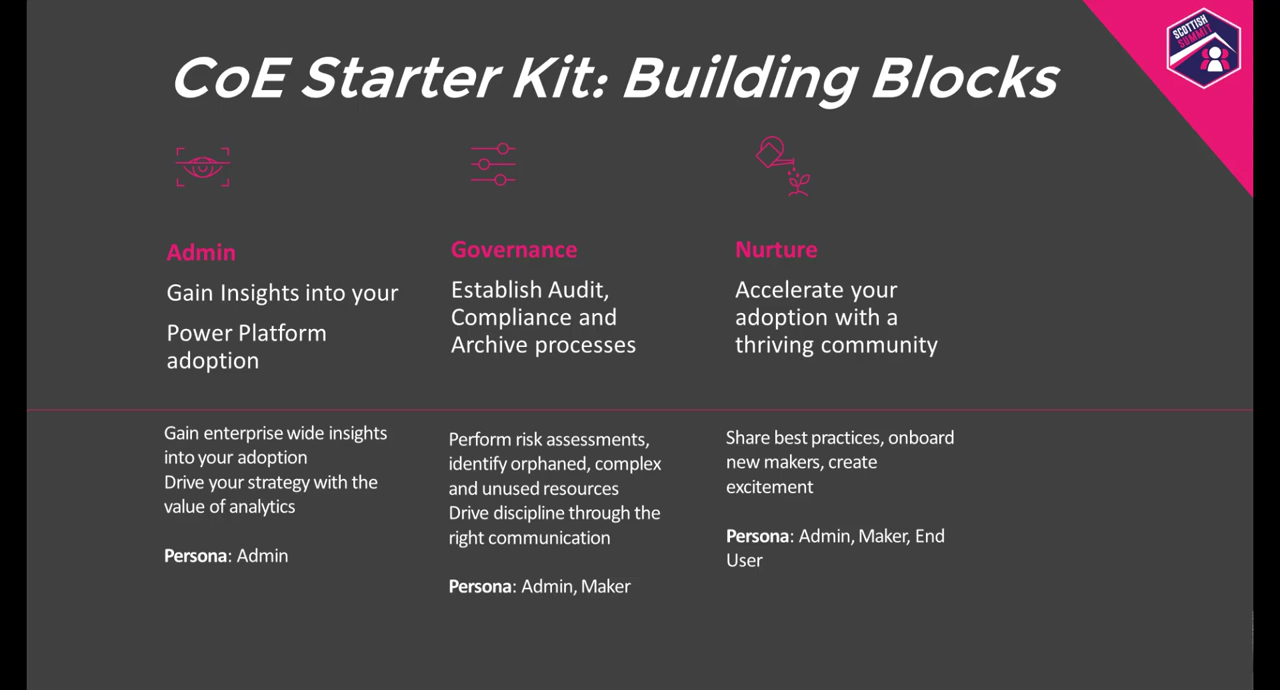 SCOTTISH
SUMMIT
CoE Starter Kit: Building Blocks
Admin
Gain Insights into your
Power Platform
adoption
Gain enterprise wide insights
into your adoption
Drive your strategy with the
value of analytics
Persona: Admin
Governance
Establish Audit,
Compliance and
Archive processes
Perform risk assessments,
identify orphaned, complex
and unused resources
Drive discipline through the
right communication
Persona: Admin, Maker
Nurture
Accelerate your
adoption with a
thriving community
Share best practices, onboard
new makers, create
excitement
Persona: Admin, Maker, End
User